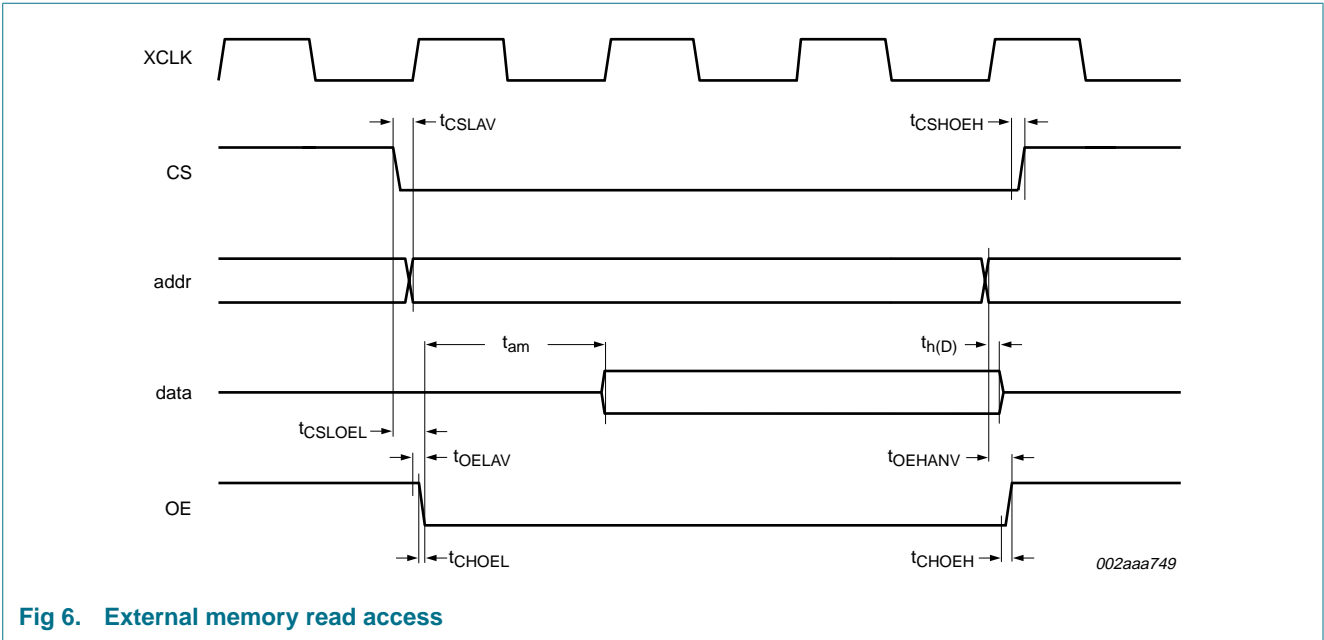 XCLK
tCSLAV
tCSHOEH
CS
addr
tam
th(D)
data
tCSLOEL
tOELAV
tOEHANV
OE
tCHOEL
tCHOEH
002aaa749
Fig 6. External memory read access